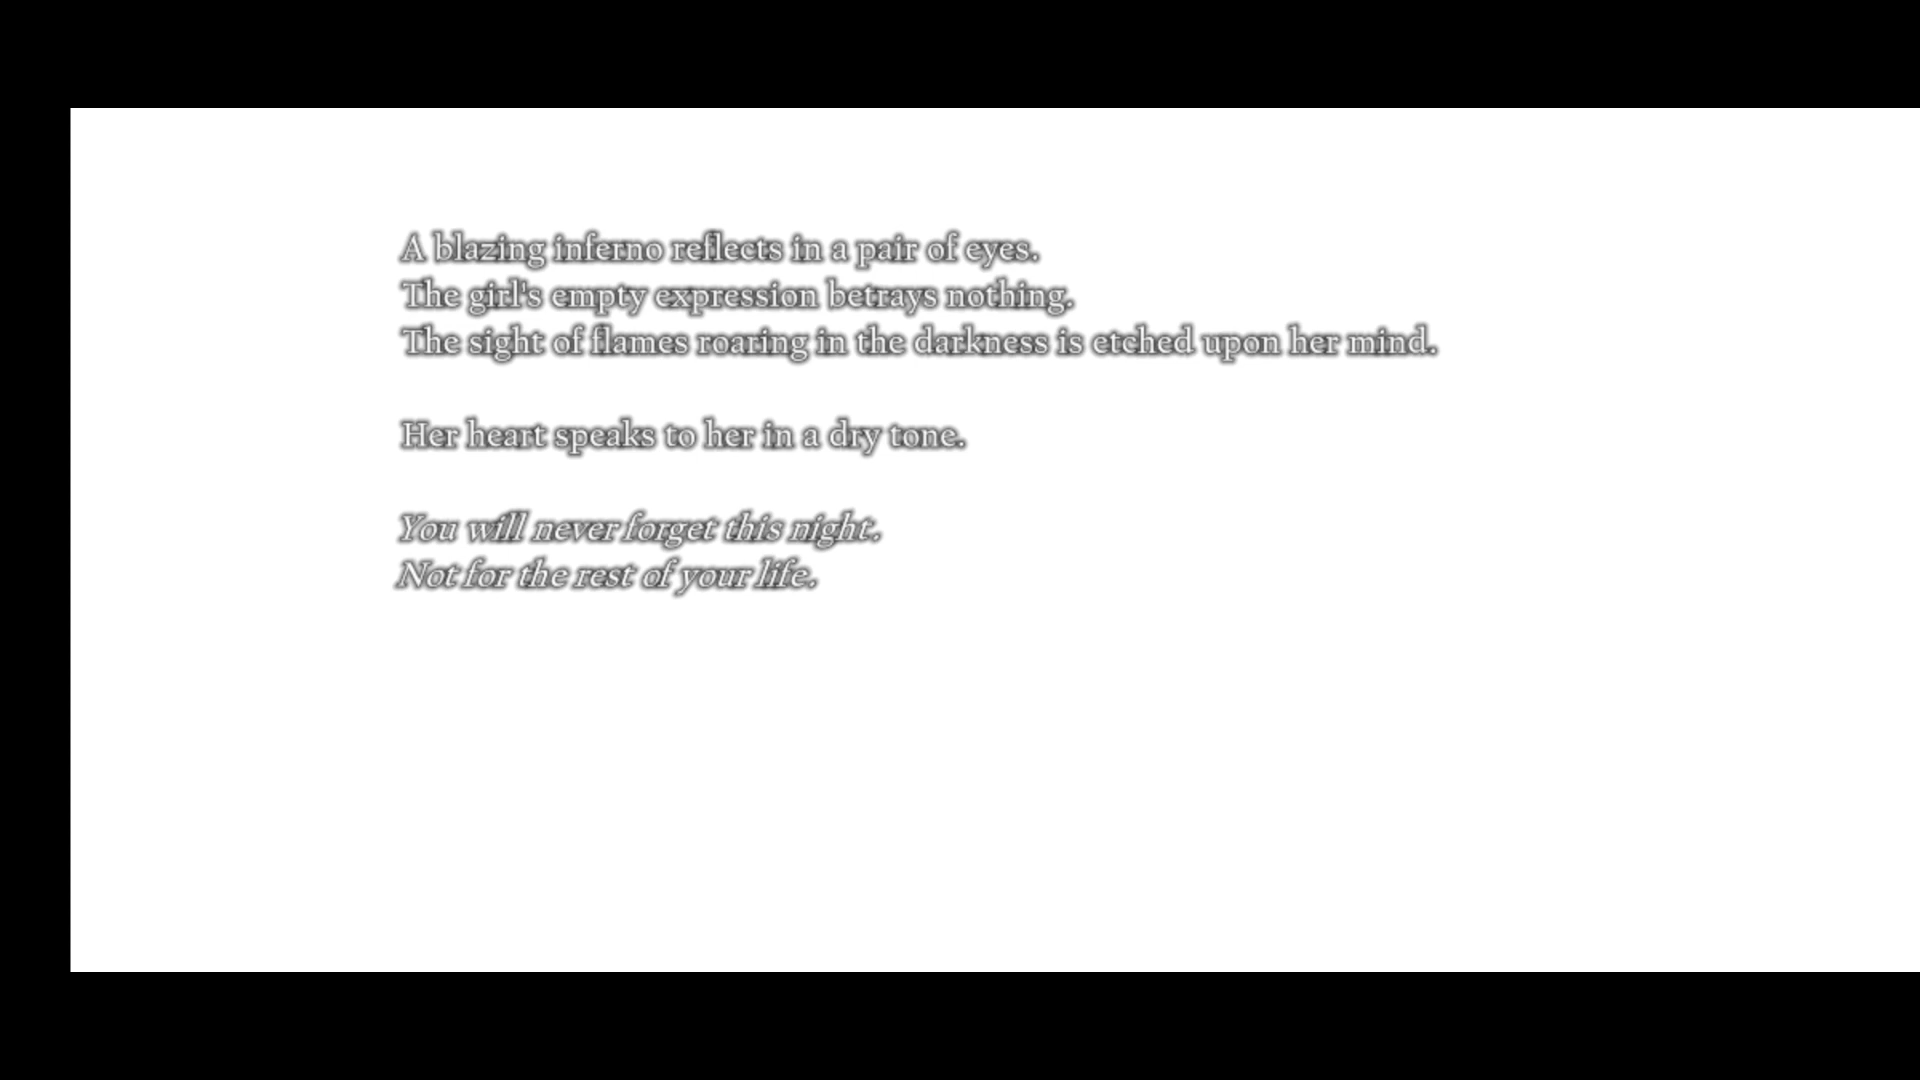 A blazing inferno reflects in a pair of eyes.
The girl's empty expression betrays nothing.
The sight of flames roaring in the darkness is etched upon her mind.
Her heart speaks to her in a dry tone.
You will never forget this night.
Not for the rest of your life.